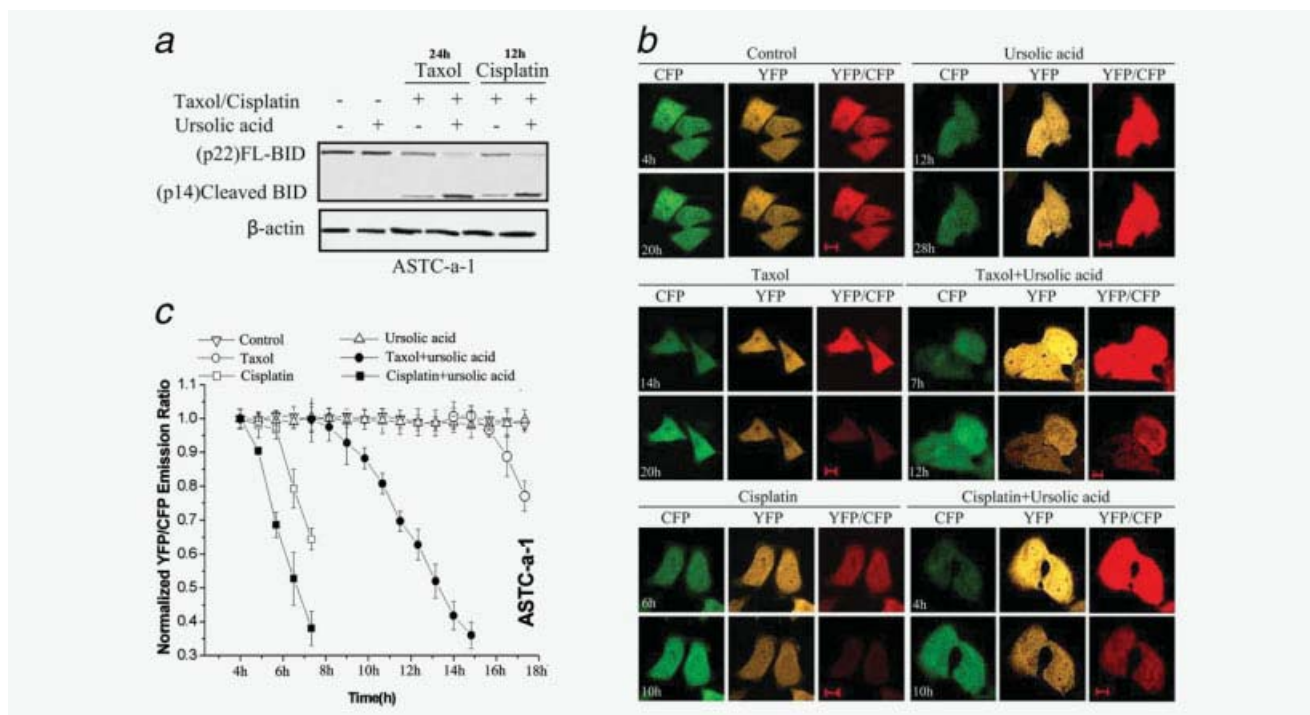 a
24h 12h
Taxol Cisplatin
Taxol/Cisplatin - - + + + +
Ursolic acid - + - + - +
(p22)FL-BID
(p14)Cleaved BID
β-actin
ASTC-a-1
b
Control Ursolic acid
CFP YFP YFP/CFP CFP YFP YFP/CFP
4h 12h
20h 28h
Taxol Taxol+Ursolic acid
CFP YFP YFP/CFP CFP YFP YFP/CFP
14h 7h
20h 12h
Cisplatin Cisplatin+Ursolic acid
CFP YFP YFP/CFP CFP YFP YFP/CFP
6h 4h
10h 10h
c
Control Ursolic acid
Taxol Taxol+ursolic acid
Cisplatin Cisplatin+ursolic acid
Normalized YFP/CFP Emission Ratio
1.1
1.0
0.9
0.8
0.7
0.6
0.5
0.4
0.3
4h 6h 8h 10h 12h 14h 16h 18h
Time(h)
ASTC-a-1